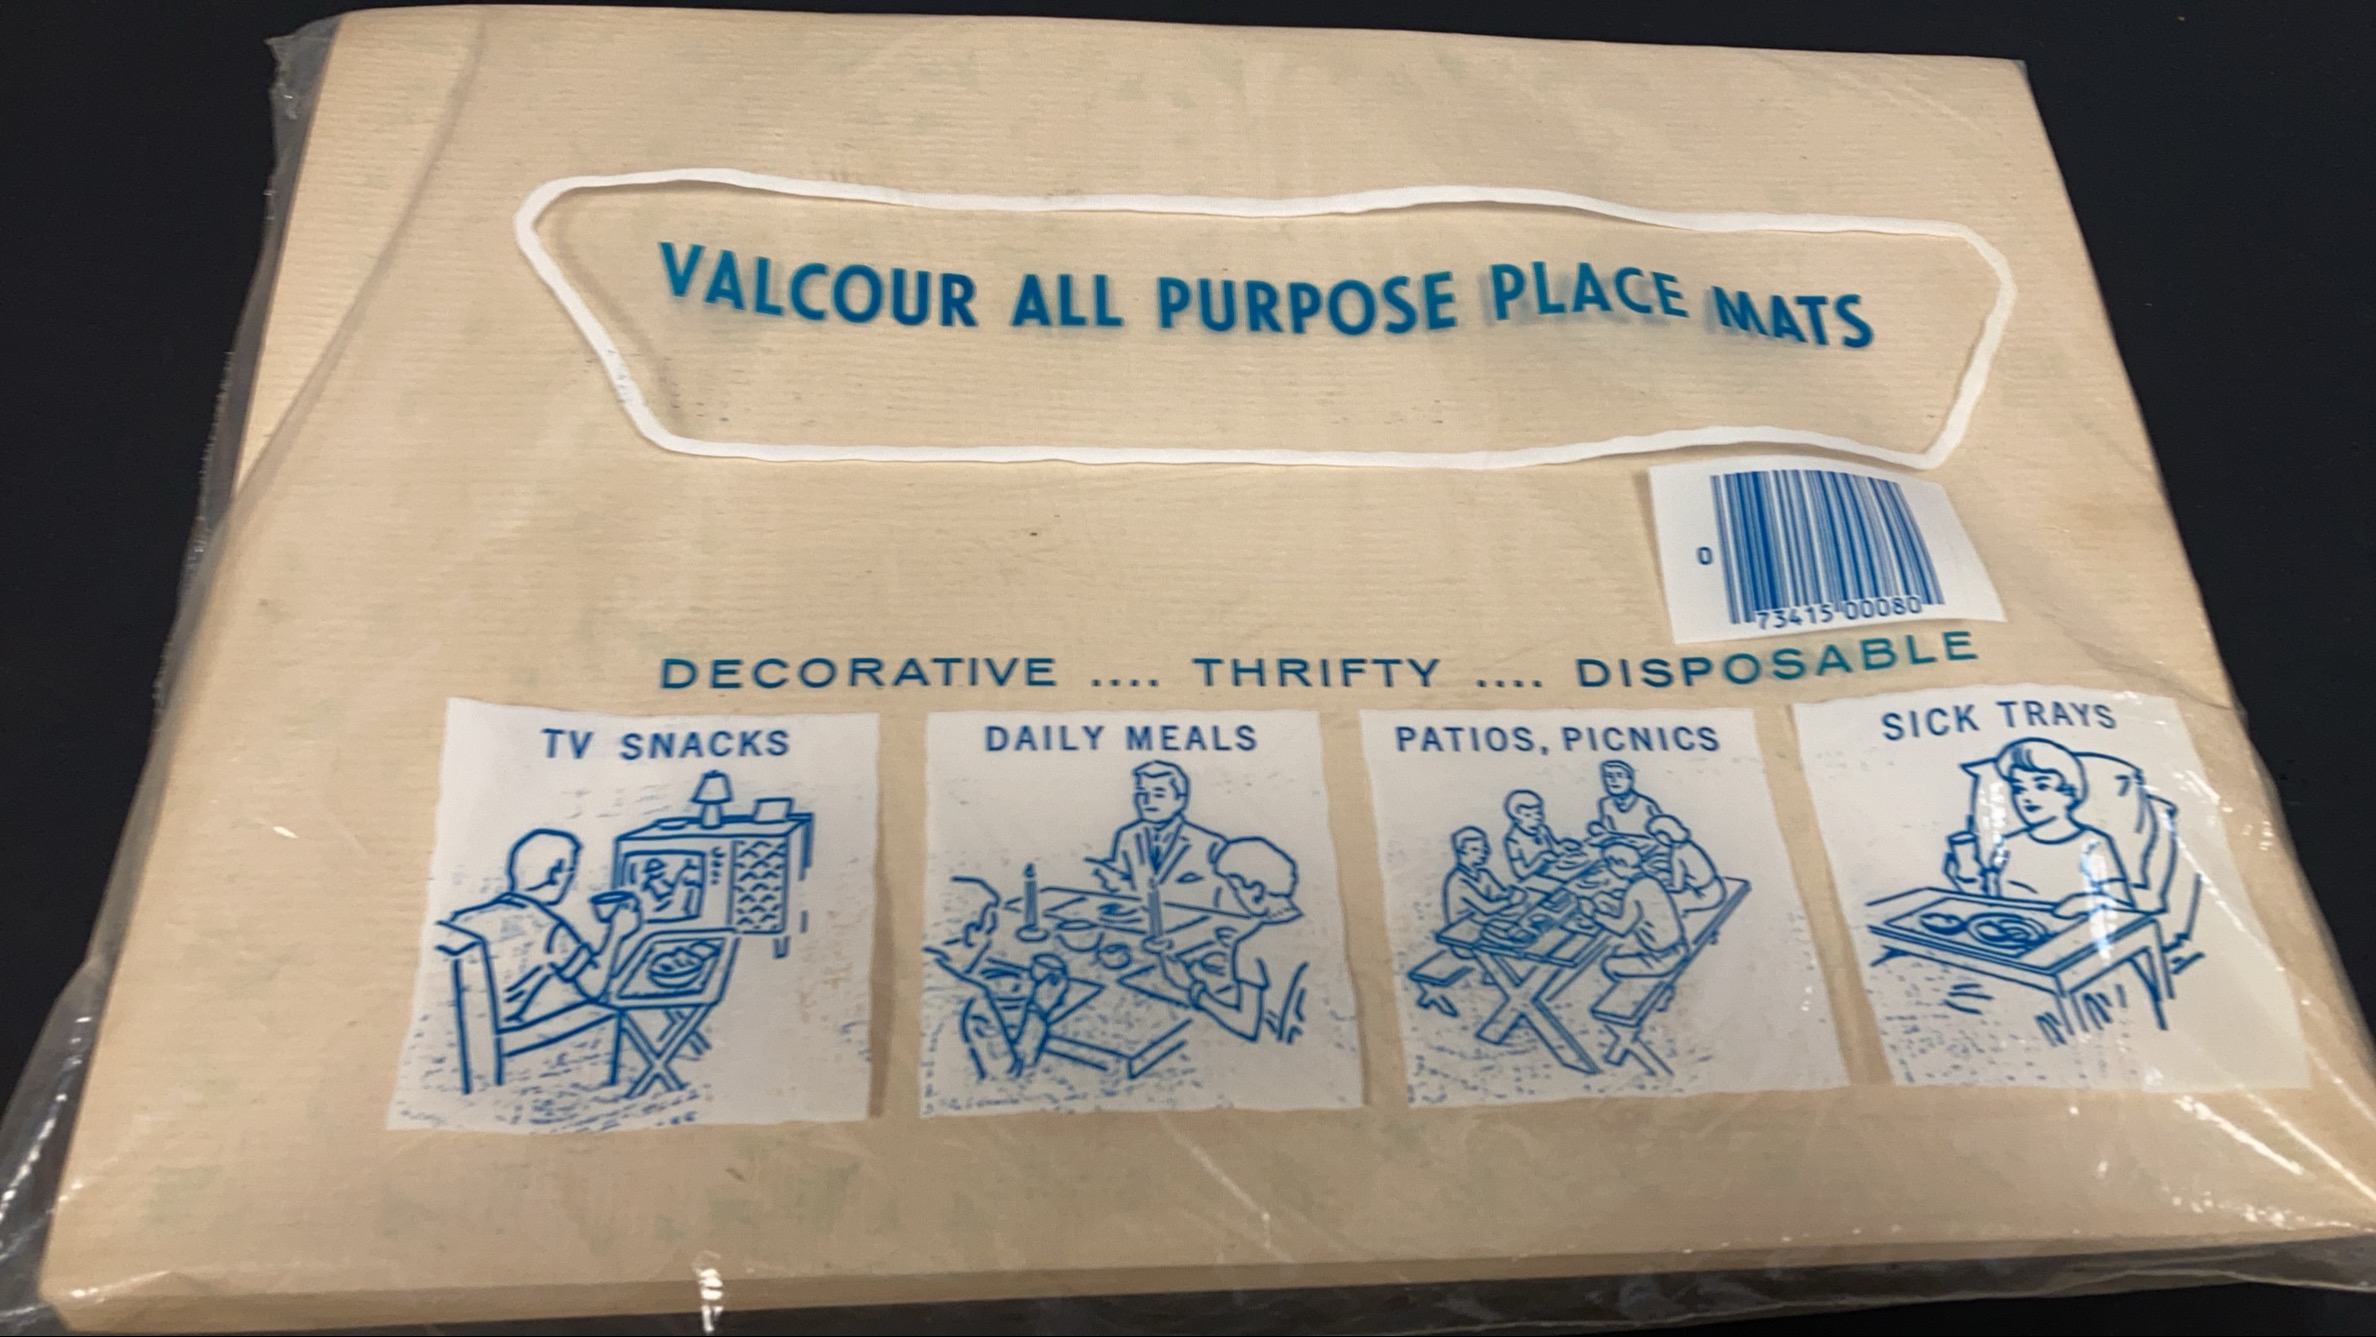 VALCOUR ALL PURPOSE PLACE MATS
0 73415 00080
DECORATIVE .... THRIFTY .... DISPOSABLE
TV SNACKS
DAILY MEALS
PATIOS, PICNICS
SICK TRAYS